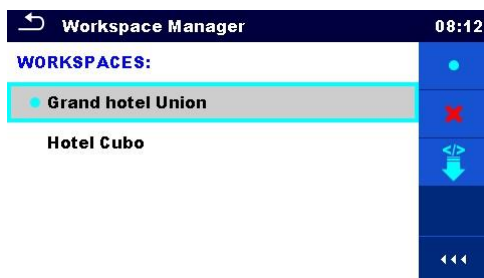 Workspace Manager 08:12
WORKSPACES:
Grand hotel Union
Hotel Cubo
</>